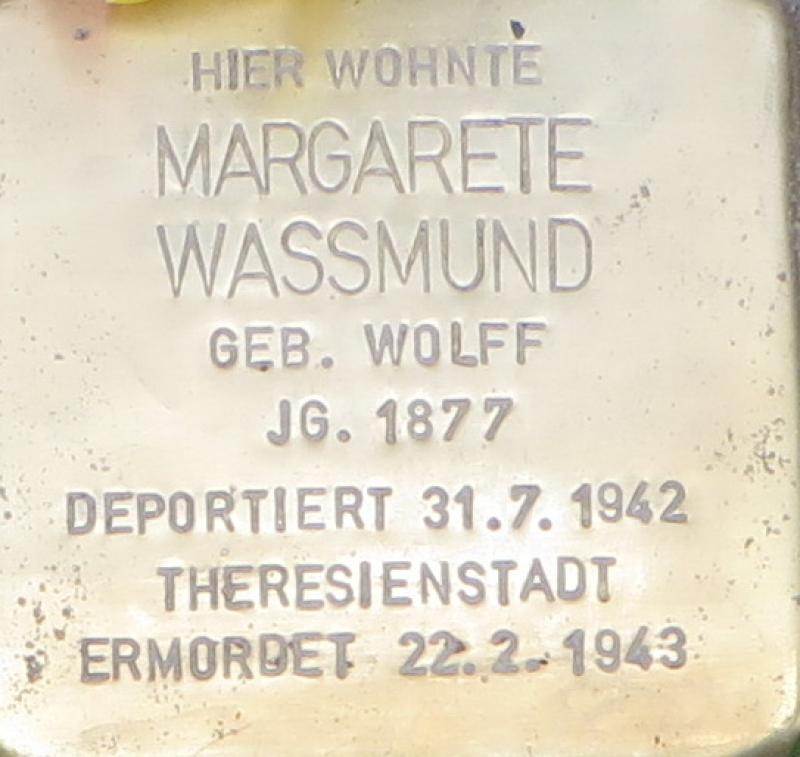 HIER WOHNTE
MARGARETE
WASSMUND
GEB. WOLFF
JG. 1877
DEPORTIERT 31.7. 1942
THERESIENSTADT
ERMORDET 22.2. 1943